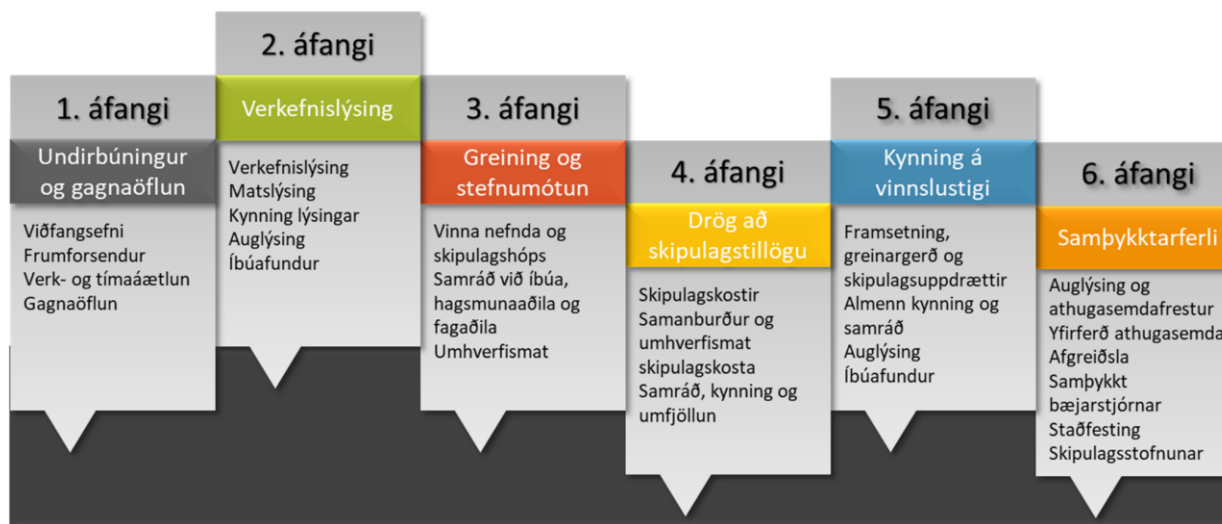 1. áfangi
Undirbúningur
og gagnaöflun
Viðfangsefni
Frumforsendur
Verk- og tímaáætlun
Gagnaöflun
2. áfangi
Verkefnislýsing
Verkefnislýsing
Matslýsing
Kynning lýsingar
Auglýsing
Íbúafundur
3. áfangi
Greining og
stefnumótun
Vinna nefnda og
skipulagshóps
Samráð við íbúa,
hagsmunaaðila og
fagaðila
Umhverfismat
4. áfangi
Drög að
skipulagstillögu
Skipulagskostir
Samanburður og
umhverfismat
skipulagskosta
Samráð, kynning og
umfjöllun
5. áfangi
Kynning á
vinnslustigi
Framsetning,
greinargerð og
skipulagsuppdrættir
Almenn kynning og
samráð
Auglýsing
Íbúafundur
6. áfangi
Samþykktarferli
Auglýsing og
athugasemdafrestur
Yfirferð athugasemda
Afgreiðsla
Samþykkt
bæjarstjórnar
Staðfesting
Skipulagsstofnunar